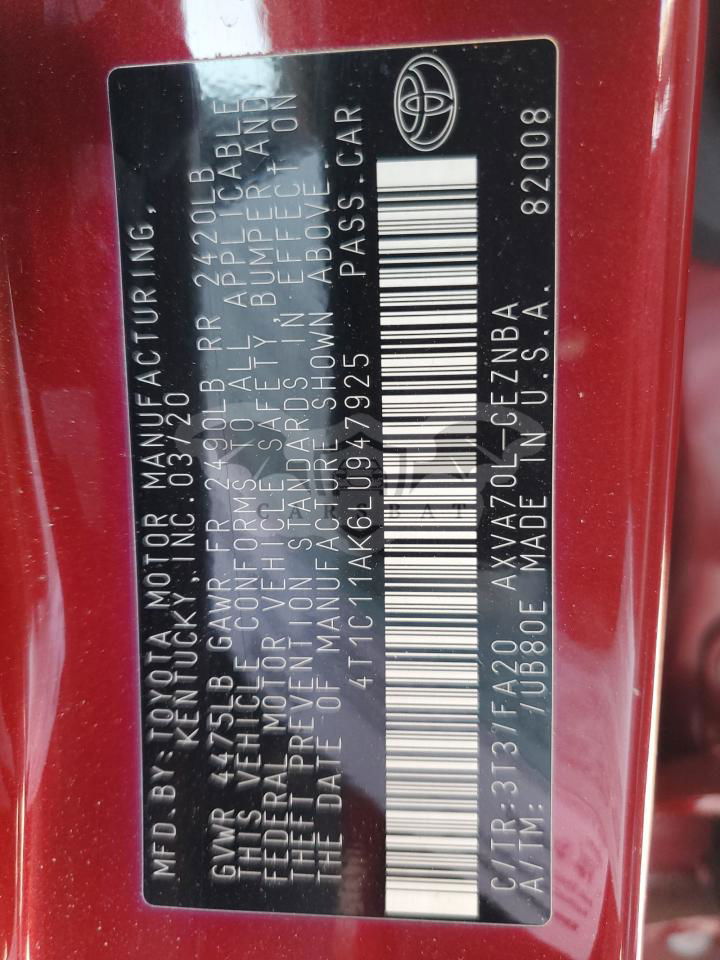 MFD.BY:TOYOTA MOTOR MANUFACTURING,
KENTUCKY,INC.03/20
GVWR 4475LB GAWR FR 2490LB RR 2420LB
THIS VEHICLE CONFORMS TO ALL APPLICABLE
FEDERAL MOTOR VEHICLE SAFETY, BUMPER,AND
THEFT PREVENTION STANDARDS IN EFFECT ON
THE DATE OF MANUFACTURE SHOWN ABOVE.
4T1C11AK6LU947925 PASS.CAR
CARSBAT
C/TR:3T37FA20 AXVA70L-CEZNBA
A/TM: /UB80E MADE IN U.S.A. 82008